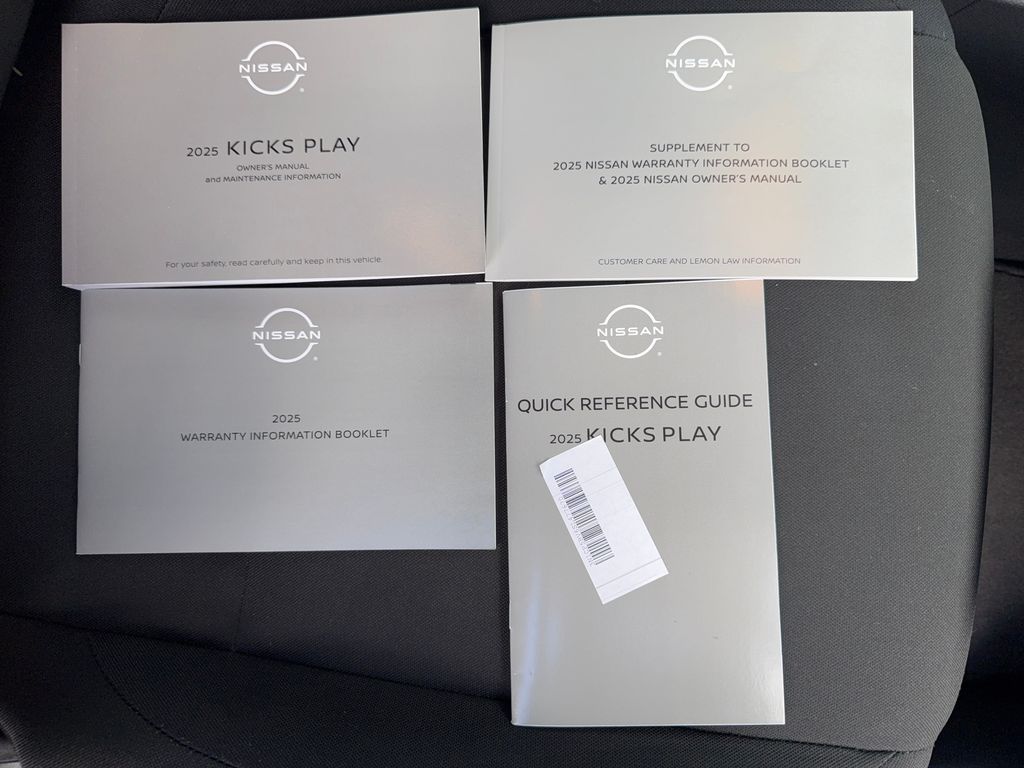 NISSAN
2025 KICKS PLAY
OWNER'S MANUAL
and MAINTENANCE INFORMATION
For your safety, read carefully and keep in this vehicle.
NISSAN
SUPPLEMENT TO
2025 NISSAN WARRANTY INFORMATION BOOKLET
& 2025 NISSAN OWNER'S MANUAL
CUSTOMER CARE AND LEMON LAW INFORMATION
NISSAN
2025
WARRANTY INFORMATION BOOKLET
NISSAN
QUICK REFERENCE GUIDE
2025 KICKS PLAY